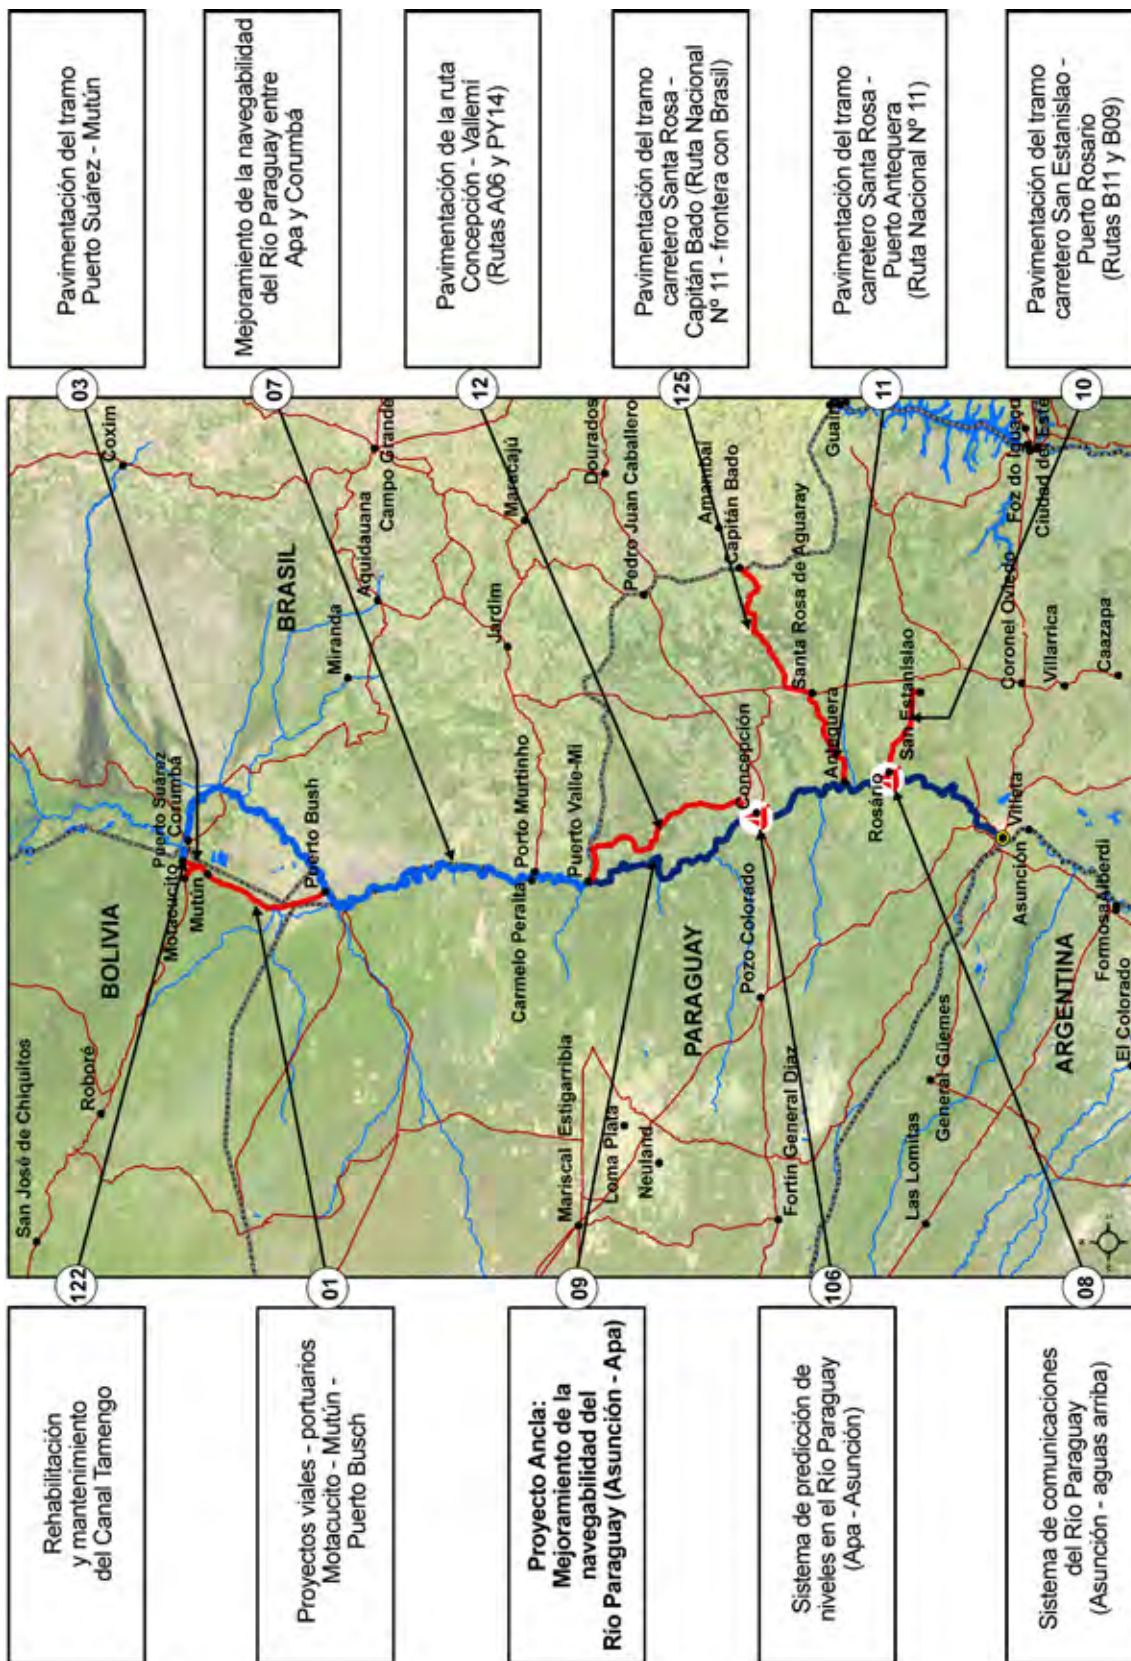 Pavimentación del tramo
Puerto Suárez - Mutún
03
Mejoramiento de la navegabilidad
del Río Paraguay entre
Apa y Corumbá
07
Pavimentación de la ruta
Concepción - Vallemí
(Rutas A06 y PY14)
12
Pavimentación del tramo
carretero Santa Rosa -
Capitán Bado (Ruta Nacional
Nº 11 - frontera con Brasil)
125
Pavimentación del tramo
carretero Santa Rosa -
Puerto Antequera
(Ruta Nacional Nº 11)
11
Pavimentación del tramo
carretero San Estanislao -
Puerto Rosario
(Rutas B11 y B09)
10
Coxim
Campo Grande
Aquidauana
BRASIL
Miranda
Maracajú
Jardim
Dourados
Pedro Juan Caballero
Amambaí
Capitán Bado
Guaíra
Foz do Iguaçu
Ciudad del Este
Santa Rosa de Aguaray
Coronel Oviedo
Villarrica
Caazapa
San Estanislao
Antequera
Concepción
Rosário
Puerto Suárez
Corumbá
Motacucito
Mutún
Puerto Bush
Porto Murtinho
Carmelo Peralta
Puerto Valle-Mi
Villeta
Asunción
Alberdi
Formosa
BOLIVIA
PARAGUAY
Pozo Colorado
ARGENTINA
El Colorado
General Güemes
Las Lomitas
San José de Chiquitos
Roboré
Mariscal Estigarribia
Loma Plata
Neuland
Fortin General Diaz
122
Rehabilitación
y mantenimiento
del Canal Tamengo
01
Proyectos viales - portuarios
Motacucito - Mutún -
Puerto Busch
09
Proyecto Ancla:
Mejoramiento de la
navegabilidad del
Río Paraguay (Asunción - Apa)
106
Sistema de predicción de
niveles en el Río Paraguay
(Apa - Asunción)
08
Sistema de comunicaciones
del Río Paraguay
(Asunción - aguas arriba)